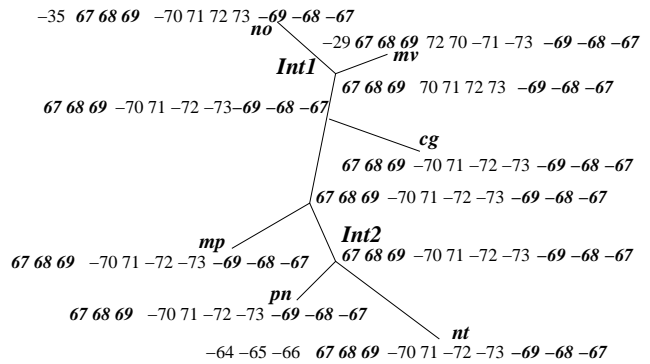 −35 67 68 69 −70 71 72 73 −69 −68 −67
no
−29 67 68 69 72 70 −71 −73 −69 −68 −67
mv
Int1
67 68 69 70 71 72 73 −69 −68 −67
67 68 69 −70 71 −72 −73−69 −68 −67
cg
67 68 69 −70 71 −72 −73 −69 −68 −67
67 68 69 −70 71 −72 −73 −69 −68 −67
Int2
mp
67 68 69 −70 71 −72 −73 −69 −68 −67
67 68 69 −70 71 −72 −73 −69 −68 −67
pn
67 68 69 −70 71 −72 −73 −69 −68 −67
nt
−64 −65 −66 67 68 69 −70 71 −72 −73 −69 −68 −67